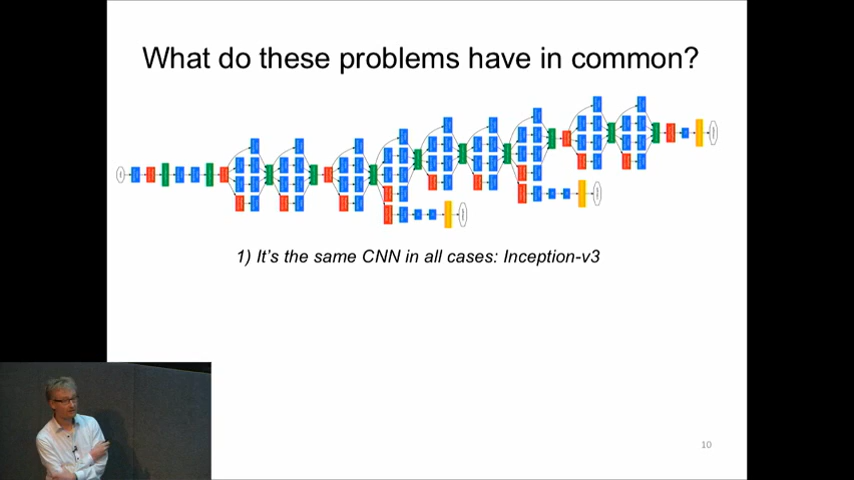 What do these problems have in common?
1) It's the same CNN in all cases: Inception-v3
10